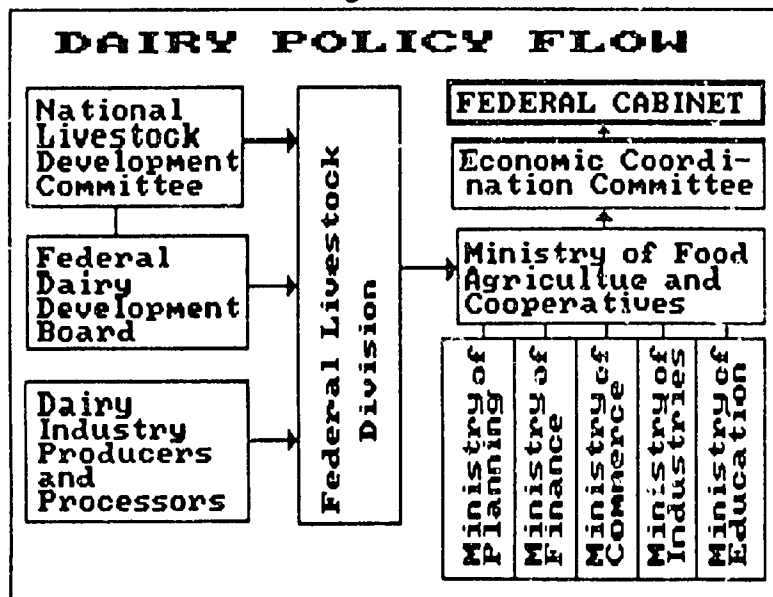 DAIRY POLICY FLOW
National
Livestock
Development
Committee
Federal
Dairy
Development
Board
Dairy
Industry
Producers
and
Processors
Federal Livestock
Division
FEDERAL CABINET
Economic Coordi-
nation Committee
Ministry of Food
Agricultue and
Cooperatives
Ministry of
Planning
Ministry of
Finance
Ministry of
Commerce
Ministry of
Industries
Ministry of
Education